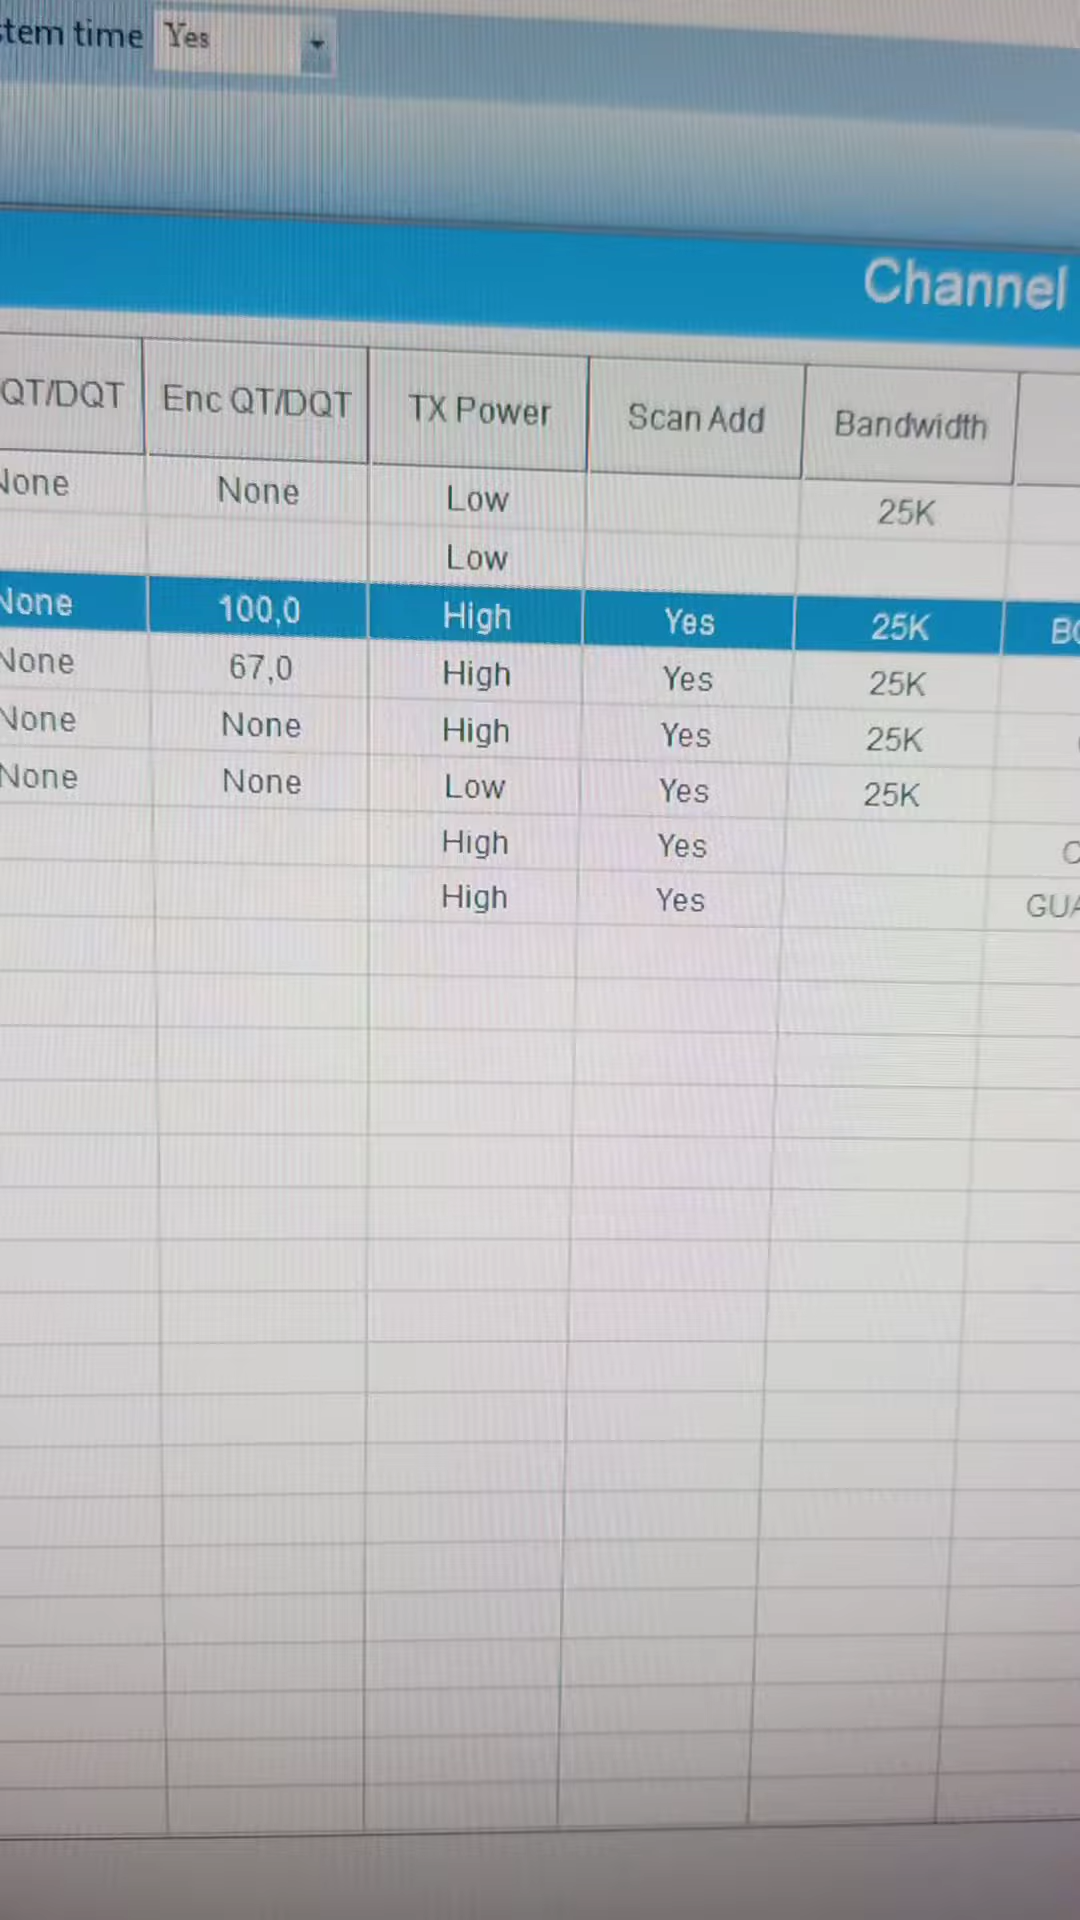 tem time Yes
Channel
QT/DQT Enc QT/DQT TX Power Scan Add Bandwidth
None None Low 25K
Low
None 100,0 High Yes 25K
None 67,0 High Yes 25K
None None High Yes 25K
None None Low Yes 25K
High Yes
High Yes GUA